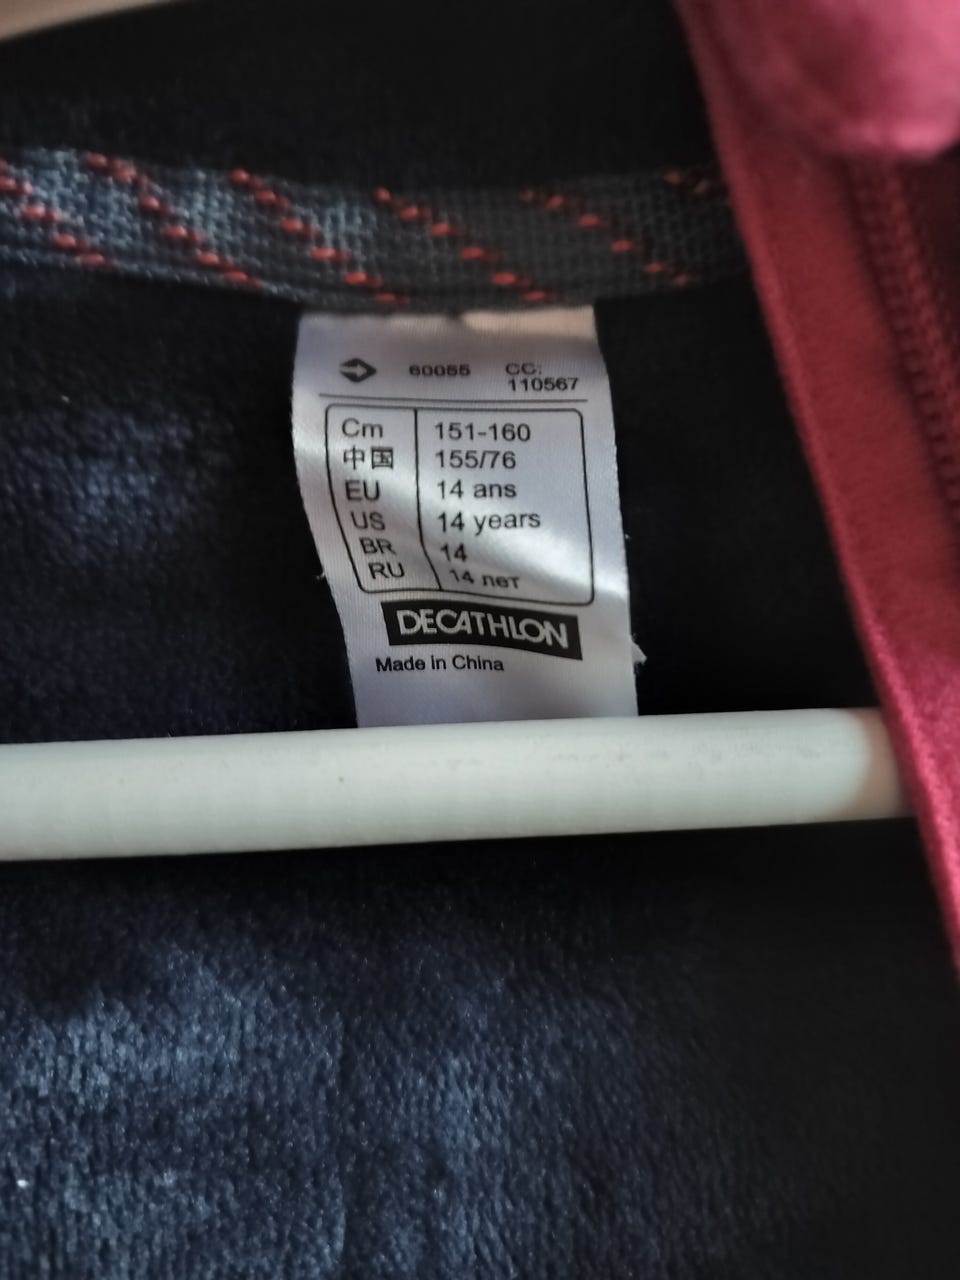 60055 CC:
110567
Cm 151-160
中国 155/76
EU 14 ans
US 14 years
BR 14
RU 14 лет
DECATHLON
Made in China